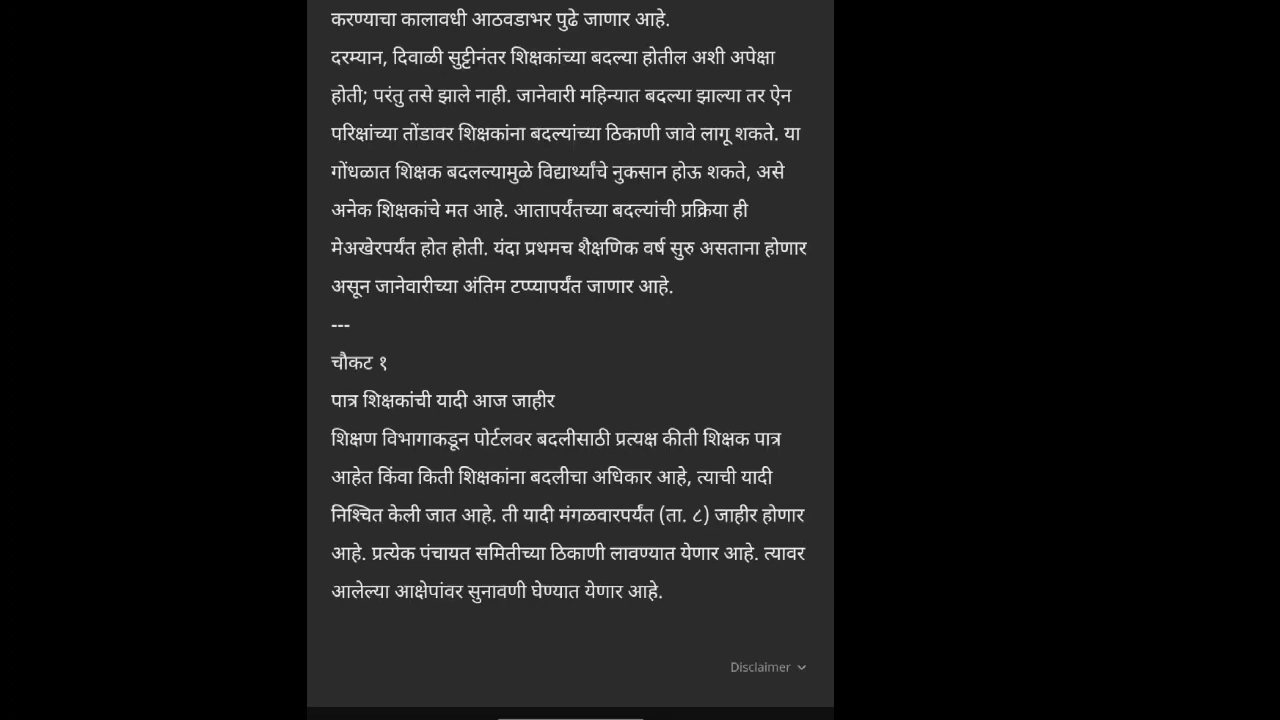 करण्याचा कालावधी आठवडाभर पुढे जाणार आहे.
दरम्यान, दिवाळी सुट्टीनंतर शिक्षकांच्या बदल्या होतील अशी अपेक्षा
होती; परंतु तसे झाले नाही. जानेवारी महिन्यात बदल्या झाल्या तर ऐन
परिक्षांच्या तोंडावर शिक्षकांना बदल्यांच्या ठिकाणी जावे लागू शकते. या
गोंधळात शिक्षक बदलल्यामुळे विद्यार्थ्यांचे नुकसान होऊ शकते, असे
अनेक शिक्षकांचे मत आहे. आतापर्यंतच्या बदल्यांची प्रक्रिया ही
मेअखेरपर्यंत होत होती. यंदा प्रथमच शैक्षणिक वर्ष सुरु असताना होणार
असून जानेवारीच्या अंतिम टप्प्यापर्यंत जाणार आहे.
---
चौकट १
पात्र शिक्षकांची यादी आज जाहीर
शिक्षण विभागाकडून पोर्टलवर बदलीसाठी प्रत्यक्ष कीती शिक्षक पात्र
आहेत किंवा किती शिक्षकांना बदलीचा अधिकार आहे, त्याची यादी
निश्चित केली जात आहे. ती यादी मंगळवारपर्यंत (ता. ८) जाहीर होणार
आहे. प्रत्येक पंचायत समितीच्या ठिकाणी लावण्यात येणार आहे. त्यावर
आलेल्या आक्षेपांवर सुनावणी घेण्यात येणार आहे.
Disclaimer